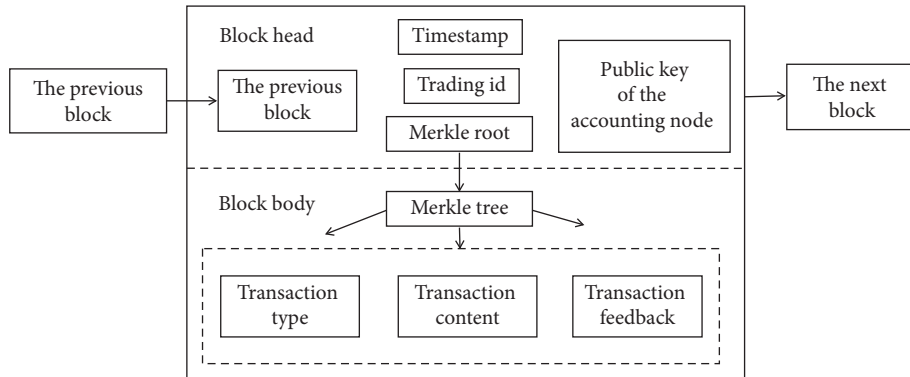 Block head
Timestamp
Trading id
Merkle root
Public key
of the
accounting node
The previous
block
The previous
block
The next
block
Block body
Merkle tree
Transaction
type
Transaction
content
Transaction
feedback